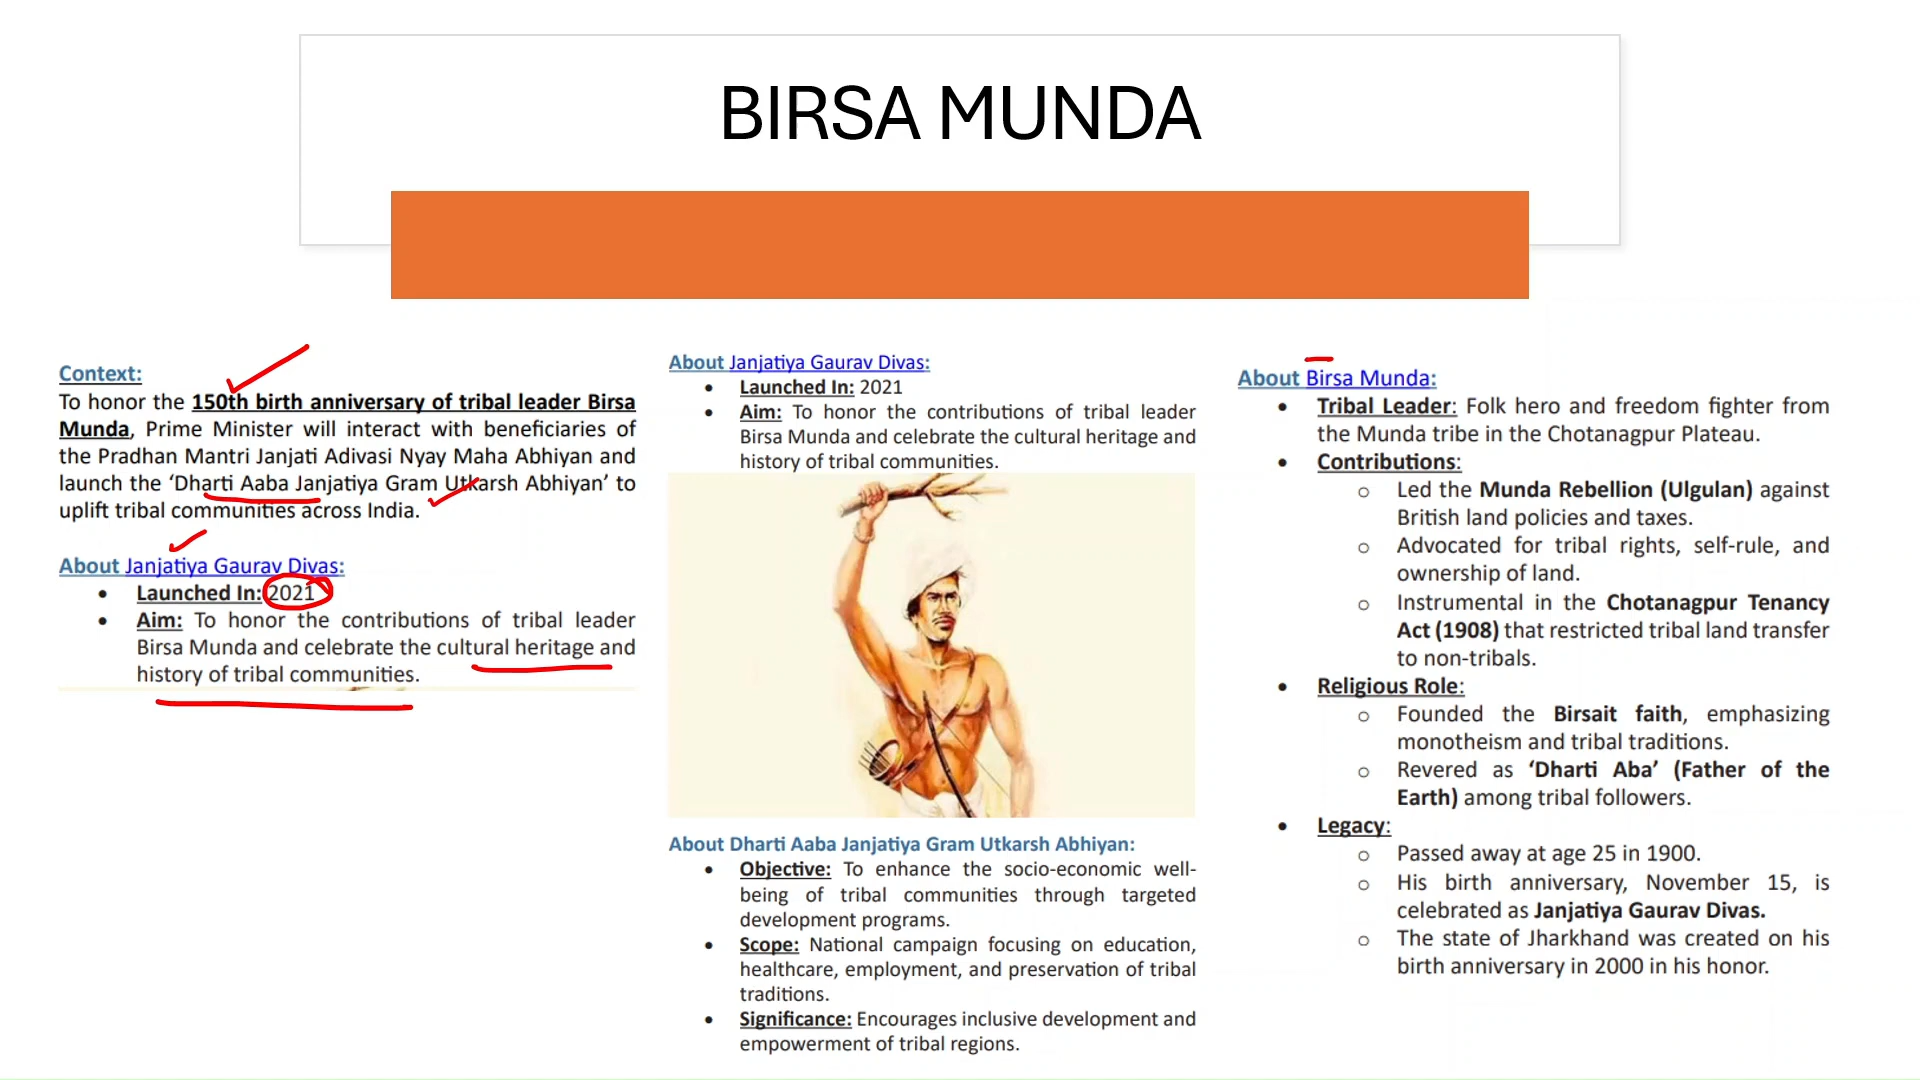 BIRSA MUNDA
Context:
To honor the 150th birth anniversary of tribal leader Birsa
Munda, Prime Minister will interact with beneficiaries of
the Pradhan Mantri Janjati Adivasi Nyay Maha Abhiyan and
launch the ‘Dharti Aaba Janjatiya Gram Utkarsh Abhiyan’ to
uplift tribal communities across India.
About Janjatiya Gaurav Divas:
• Launched In: 2021
• Aim: To honor the contributions of tribal leader
Birsa Munda and celebrate the cultural heritage and
history of tribal communities.
About Janjatiya Gaurav Divas:
• Launched In: 2021
• Aim: To honor the contributions of tribal leader
Birsa Munda and celebrate the cultural heritage and
history of tribal communities.
About Dharti Aaba Janjatiya Gram Utkarsh Abhiyan:
• Objective: To enhance the socio-economic well-
being of tribal communities through targeted
development programs.
• Scope: National campaign focusing on education,
healthcare, employment, and preservation of tribal
traditions.
• Significance: Encourages inclusive development and
empowerment of tribal regions.
About Birsa Munda:
• Tribal Leader: Folk hero and freedom fighter from
the Munda tribe in the Chotanagpur Plateau.
• Contributions:
o Led the Munda Rebellion (Ulgulan) against
British land policies and taxes.
o Advocated for tribal rights, self-rule, and
ownership of land.
o Instrumental in the Chotanagpur Tenancy
Act (1908) that restricted tribal land transfer
to non-tribals.
• Religious Role:
o Founded the Birsait faith, emphasizing
monotheism and tribal traditions.
o Revered as ‘Dharti Aba’ (Father of the
Earth) among tribal followers.
• Legacy:
o Passed away at age 25 in 1900.
o His birth anniversary, November 15, is
celebrated as Janjatiya Gaurav Divas.
o The state of Jharkhand was created on his
birth anniversary in 2000 in his honor.